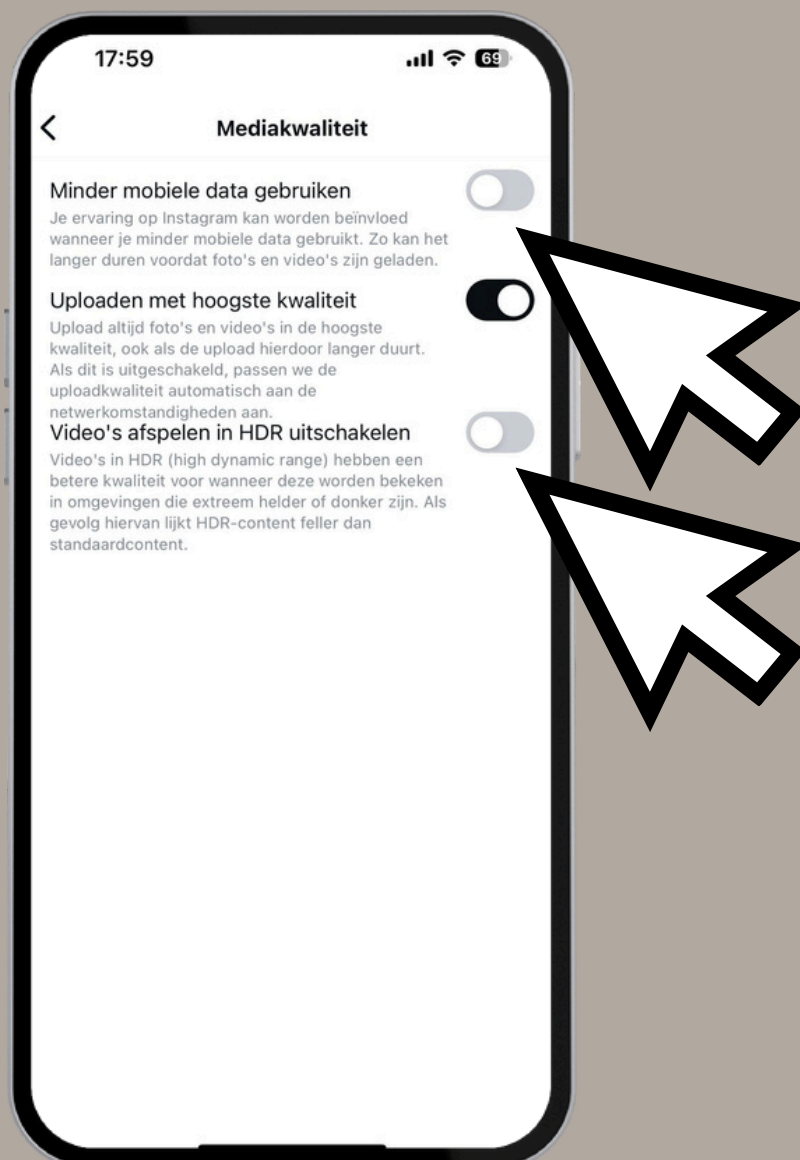 17:59
69
Mediakwaliteit
Minder mobiele data gebruiken
Je ervaring op Instagram kan worden beïnvloed
wanneer je minder mobiele data gebruikt. Zo kan het
langer duren voordat foto's en video's zijn geladen.
Uploaden met hoogste kwaliteit
Upload altijd foto's en video's in de hoogste
kwaliteit, ook als de upload hierdoor langer duurt.
Als dit is uitgeschakeld, passen we de
uploadkwaliteit automatisch aan de
netwerkomstandigheden aan.
Video's afspelen in HDR uitschakelen
Video's in HDR (high dynamic range) hebben een
betere kwaliteit voor wanneer deze worden bekeken
in omgevingen die extreem helder of donker zijn. Als
gevolg hiervan lijkt HDR-content feller dan
standaardcontent.